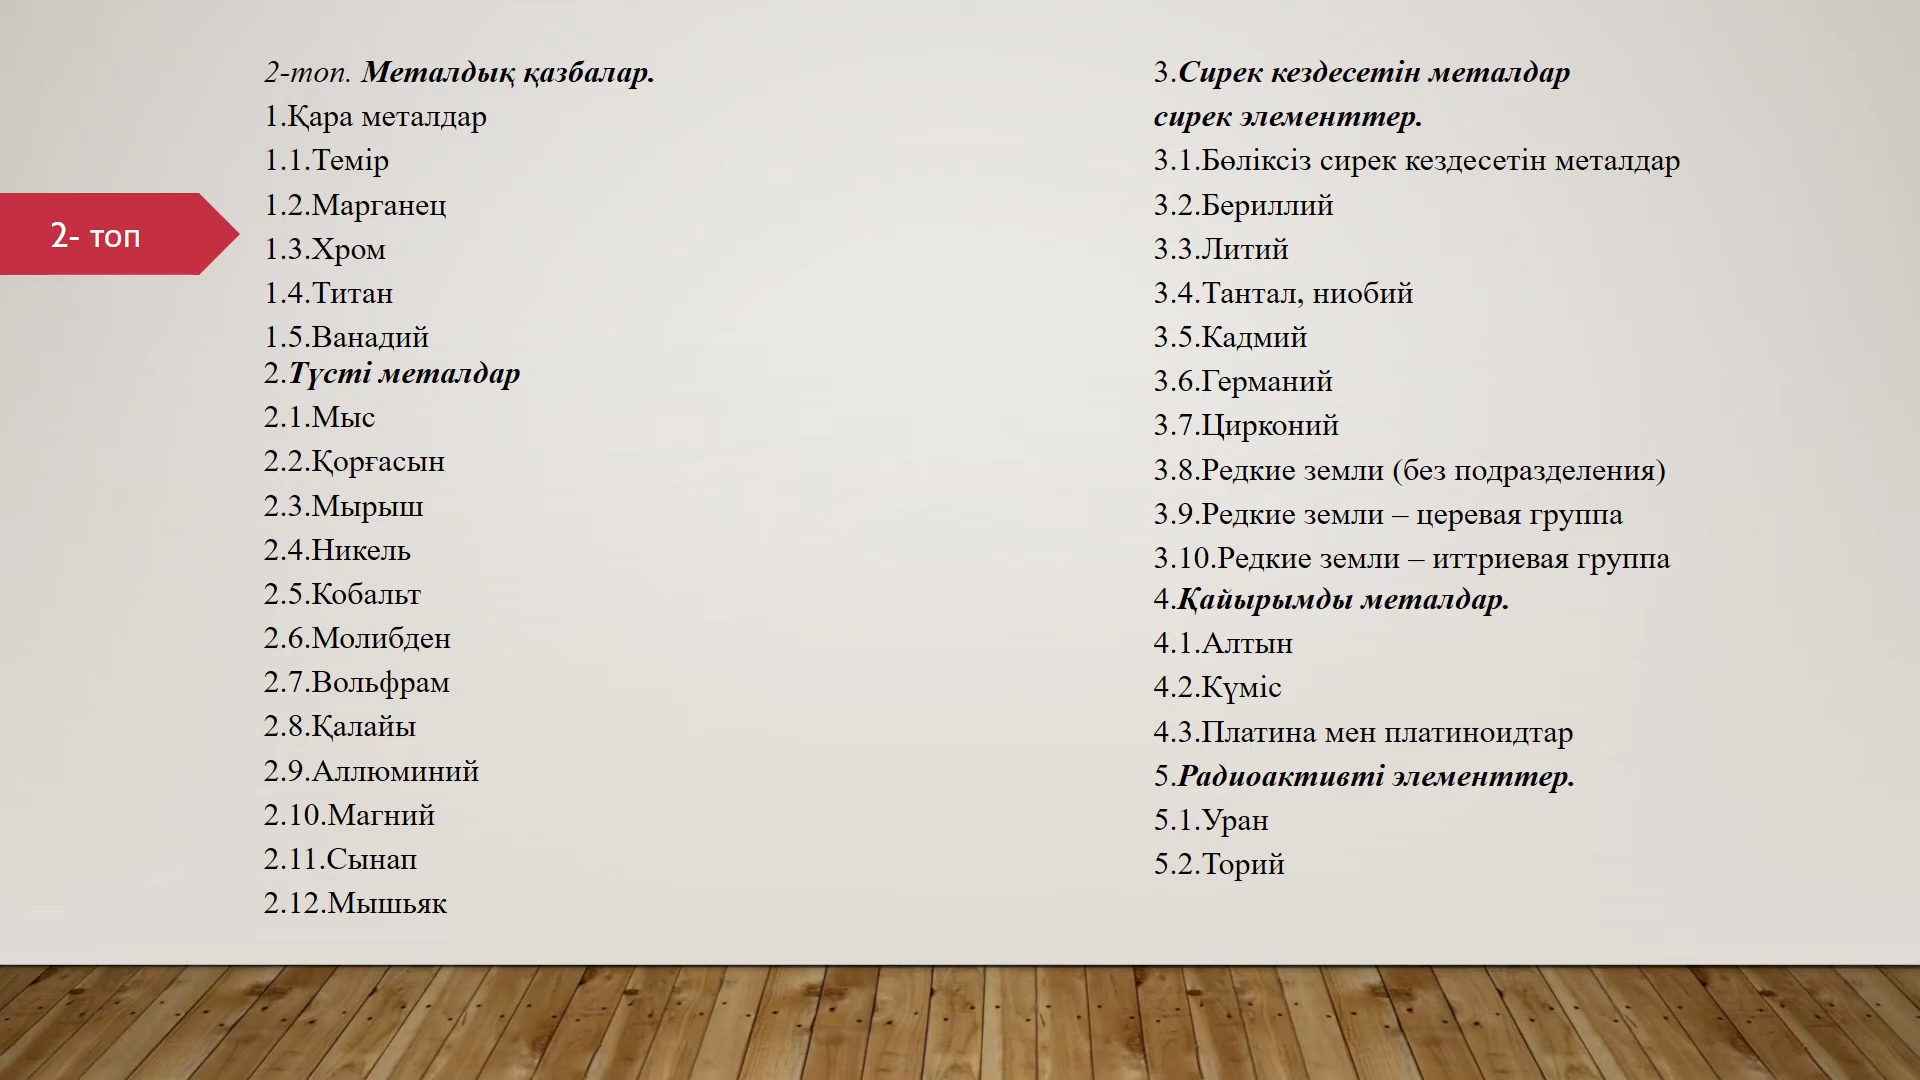 2- топ
2-топ. Металдық қазбалар.
1.Қара металдар
1.1.Темір
1.2.Марганец
1.3.Хром
1.4.Титан
1.5.Ванадий
2.Түсті металдар
2.1.Мыс
2.2.Қорғасын
2.3.Мырыш
2.4.Никель
2.5.Кобальт
2.6.Молибден
2.7.Вольфрам
2.8.Қалайы
2.9.Аллюминий
2.10.Магний
2.11.Сынап
2.12.Мышьяк
3.Сирек кездесетін металдар
сирек элементтер.
3.1.Бөліксіз сирек кездесетін металдар
3.2.Бериллий
3.3.Литий
3.4.Тантал, ниобий
3.5.Кадмий
3.6.Германий
3.7.Цирконий
3.8.Редкие земли (без подразделения)
3.9.Редкие земли – церевая группа
3.10.Редкие земли – иттриевая группа
4.Қайырымды металдар.
4.1.Алтын
4.2.Күміс
4.3.Платина мен платиноидтар
5.Радиоактивті элементтер.
5.1.Уран
5.2.Торий